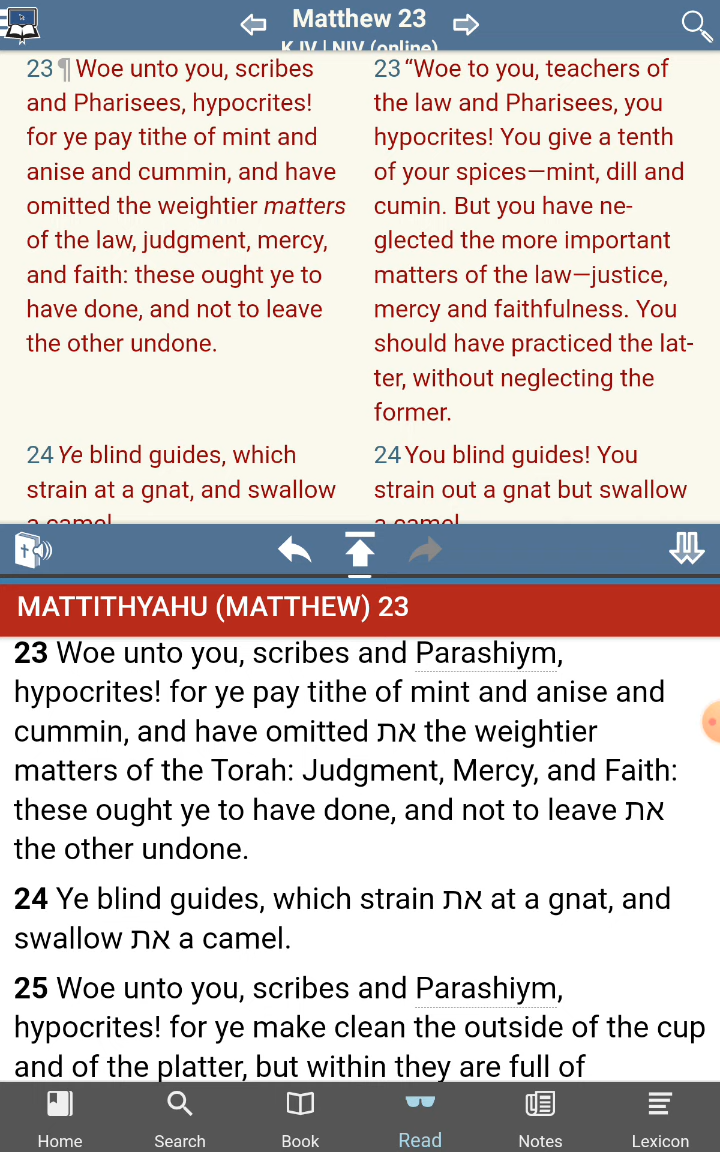 Matthew 23
KJV | NIV (online)
23 ¶ Woe unto you, scribes
and Pharisees, hypocrites!
for ye pay tithe of mint and
anise and cummin, and have
omitted the weightier matters
of the law, judgment, mercy,
and faith: these ought ye to
have done, and not to leave
the other undone.
24 Ye blind guides, which
strain at a gnat, and swallow
a camel
23 “Woe to you, teachers of
the law and Pharisees, you
hypocrites! You give a tenth
of your spices—mint, dill and
cumin. But you have ne-
glected the more important
matters of the law—justice,
mercy and faithfulness. You
should have practiced the lat-
ter, without neglecting the
former.
24 You blind guides! You
strain out a gnat but swallow
a camel
MATTITHYAHU (MATTHEW) 23
23 Woe unto you, scribes and Parashiym,
hypocrites! for ye pay tithe of mint and anise and
cummin, and have omitted את the weightier
matters of the Torah: Judgment, Mercy, and Faith:
these ought ye to have done, and not to leave את
the other undone.
24 Ye blind guides, which strain את at a gnat, and
swallow את a camel.
25 Woe unto you, scribes and Parashiym,
hypocrites! for ye make clean the outside of the cup
and of the platter, but within they are full of
Home Search Book Read Notes Lexicon